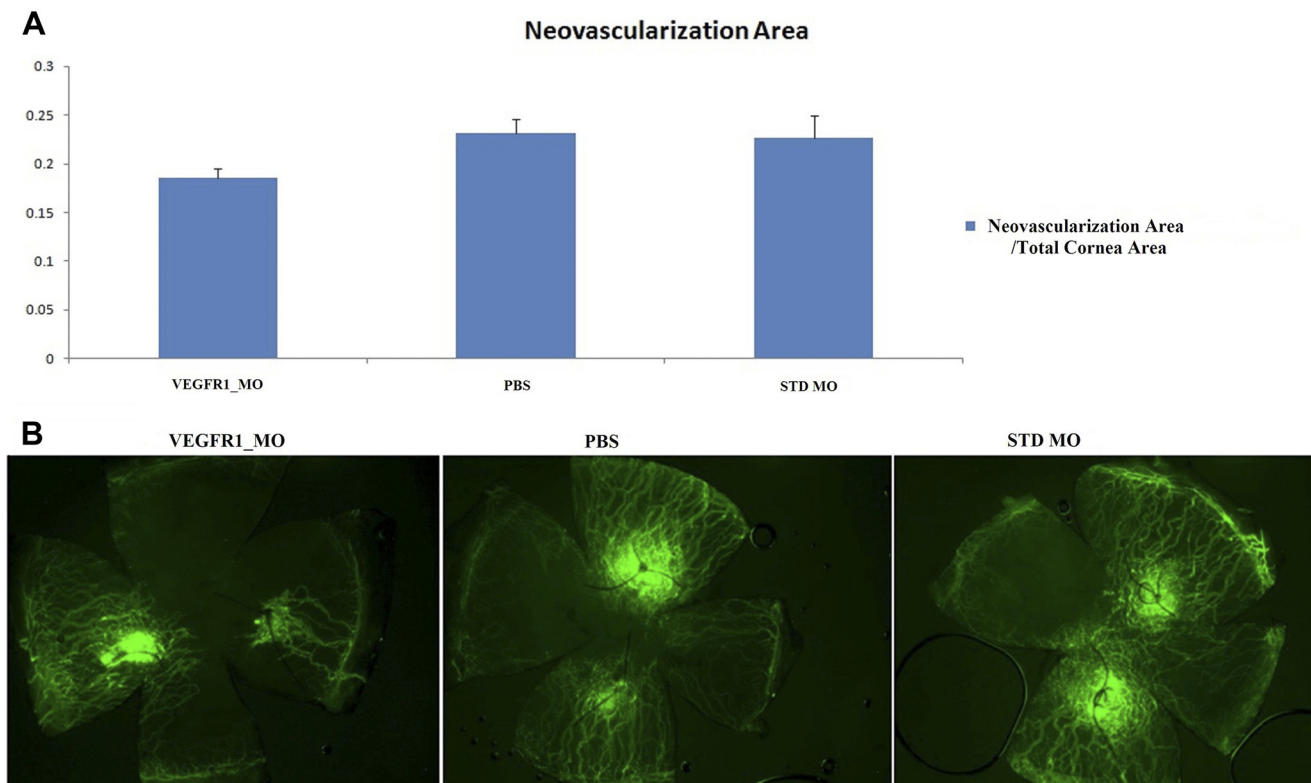 A
Neovascularization Area
0.3
0.25
0.2
0.15
0.1
0.05
0
VEGFR1_MO PBS STD MO
Neovascularization Area
/Total Cornea Area
B
VEGFR1_MO PBS STD MO